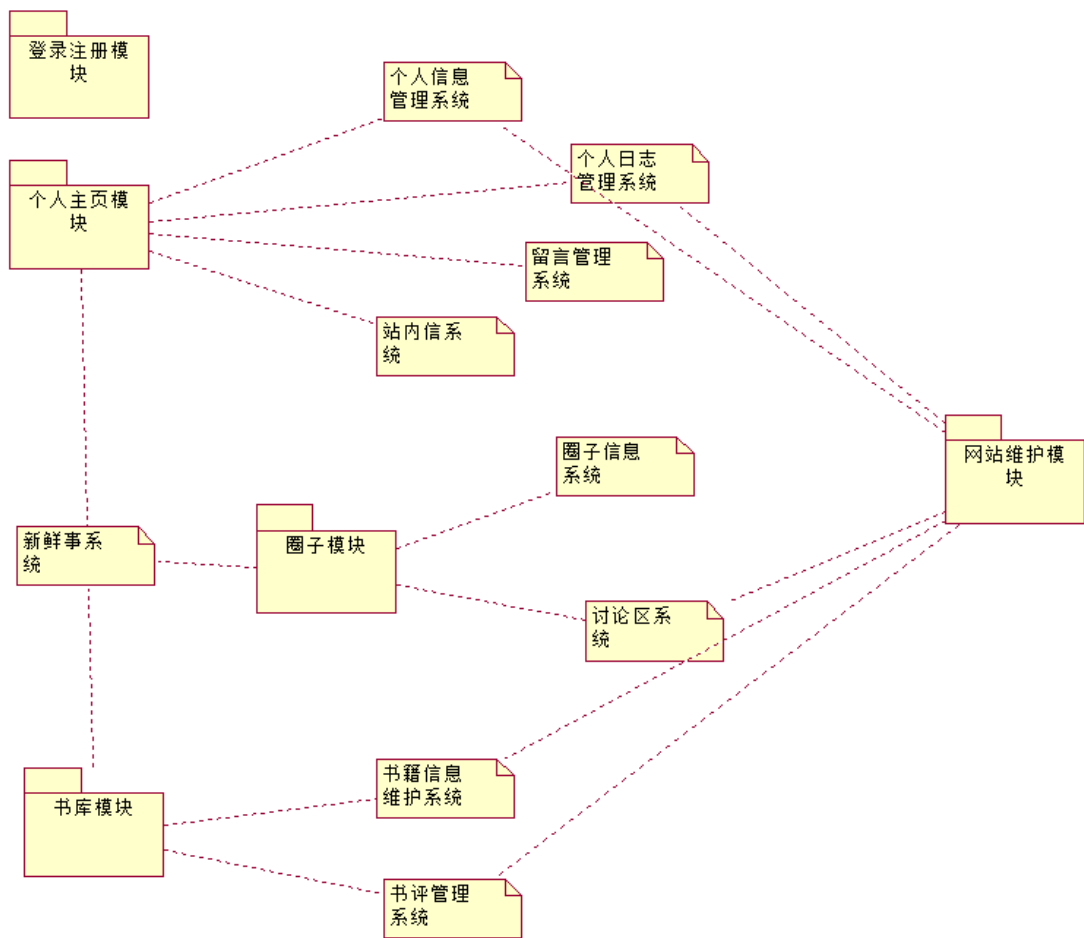 登录注册模
块
个人信息
管理系统
个人日志
管理系统
个人主页模
块
留言管理
系统
站内信系
统
网站维护模
块
圈子信息
系统
新鲜事系
统
圈子模块
讨论区系
统
书籍信息
维护系统
书库模块
书评管理
系统